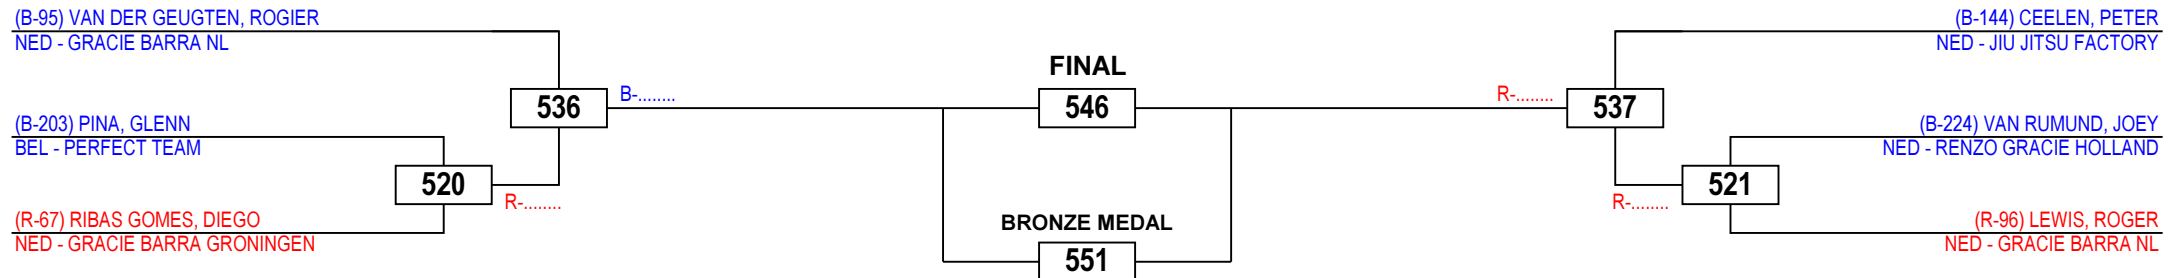 (B-95) VAN DER GEUGTEN, ROGIER
NED - GRACIE BARRA NL
(B-203) PINA, GLENN
BEL - PERFECT TEAM
(R-67) RIBAS GOMES, DIEGO
NED - GRACIE BARRA GRONINGEN
520
R-........
536
B-........
FINAL
546
BRONZE MEDAL
551
R-........
537
R-........
521
(B-144) CEELEN, PETER
NED - JIU JITSU FACTORY
(B-224) VAN RUMUND, JOEY
NED - RENZO GRACIE HOLLAND
(R-96) LEWIS, ROGER
NED - GRACIE BARRA NL